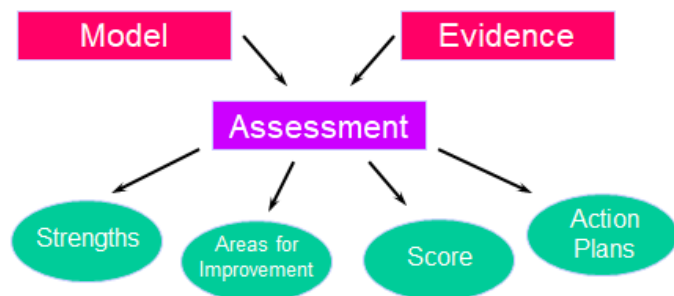 Model
Evidence
Assessment
Strengths
Areas for
Improvement
Score
Action
Plans